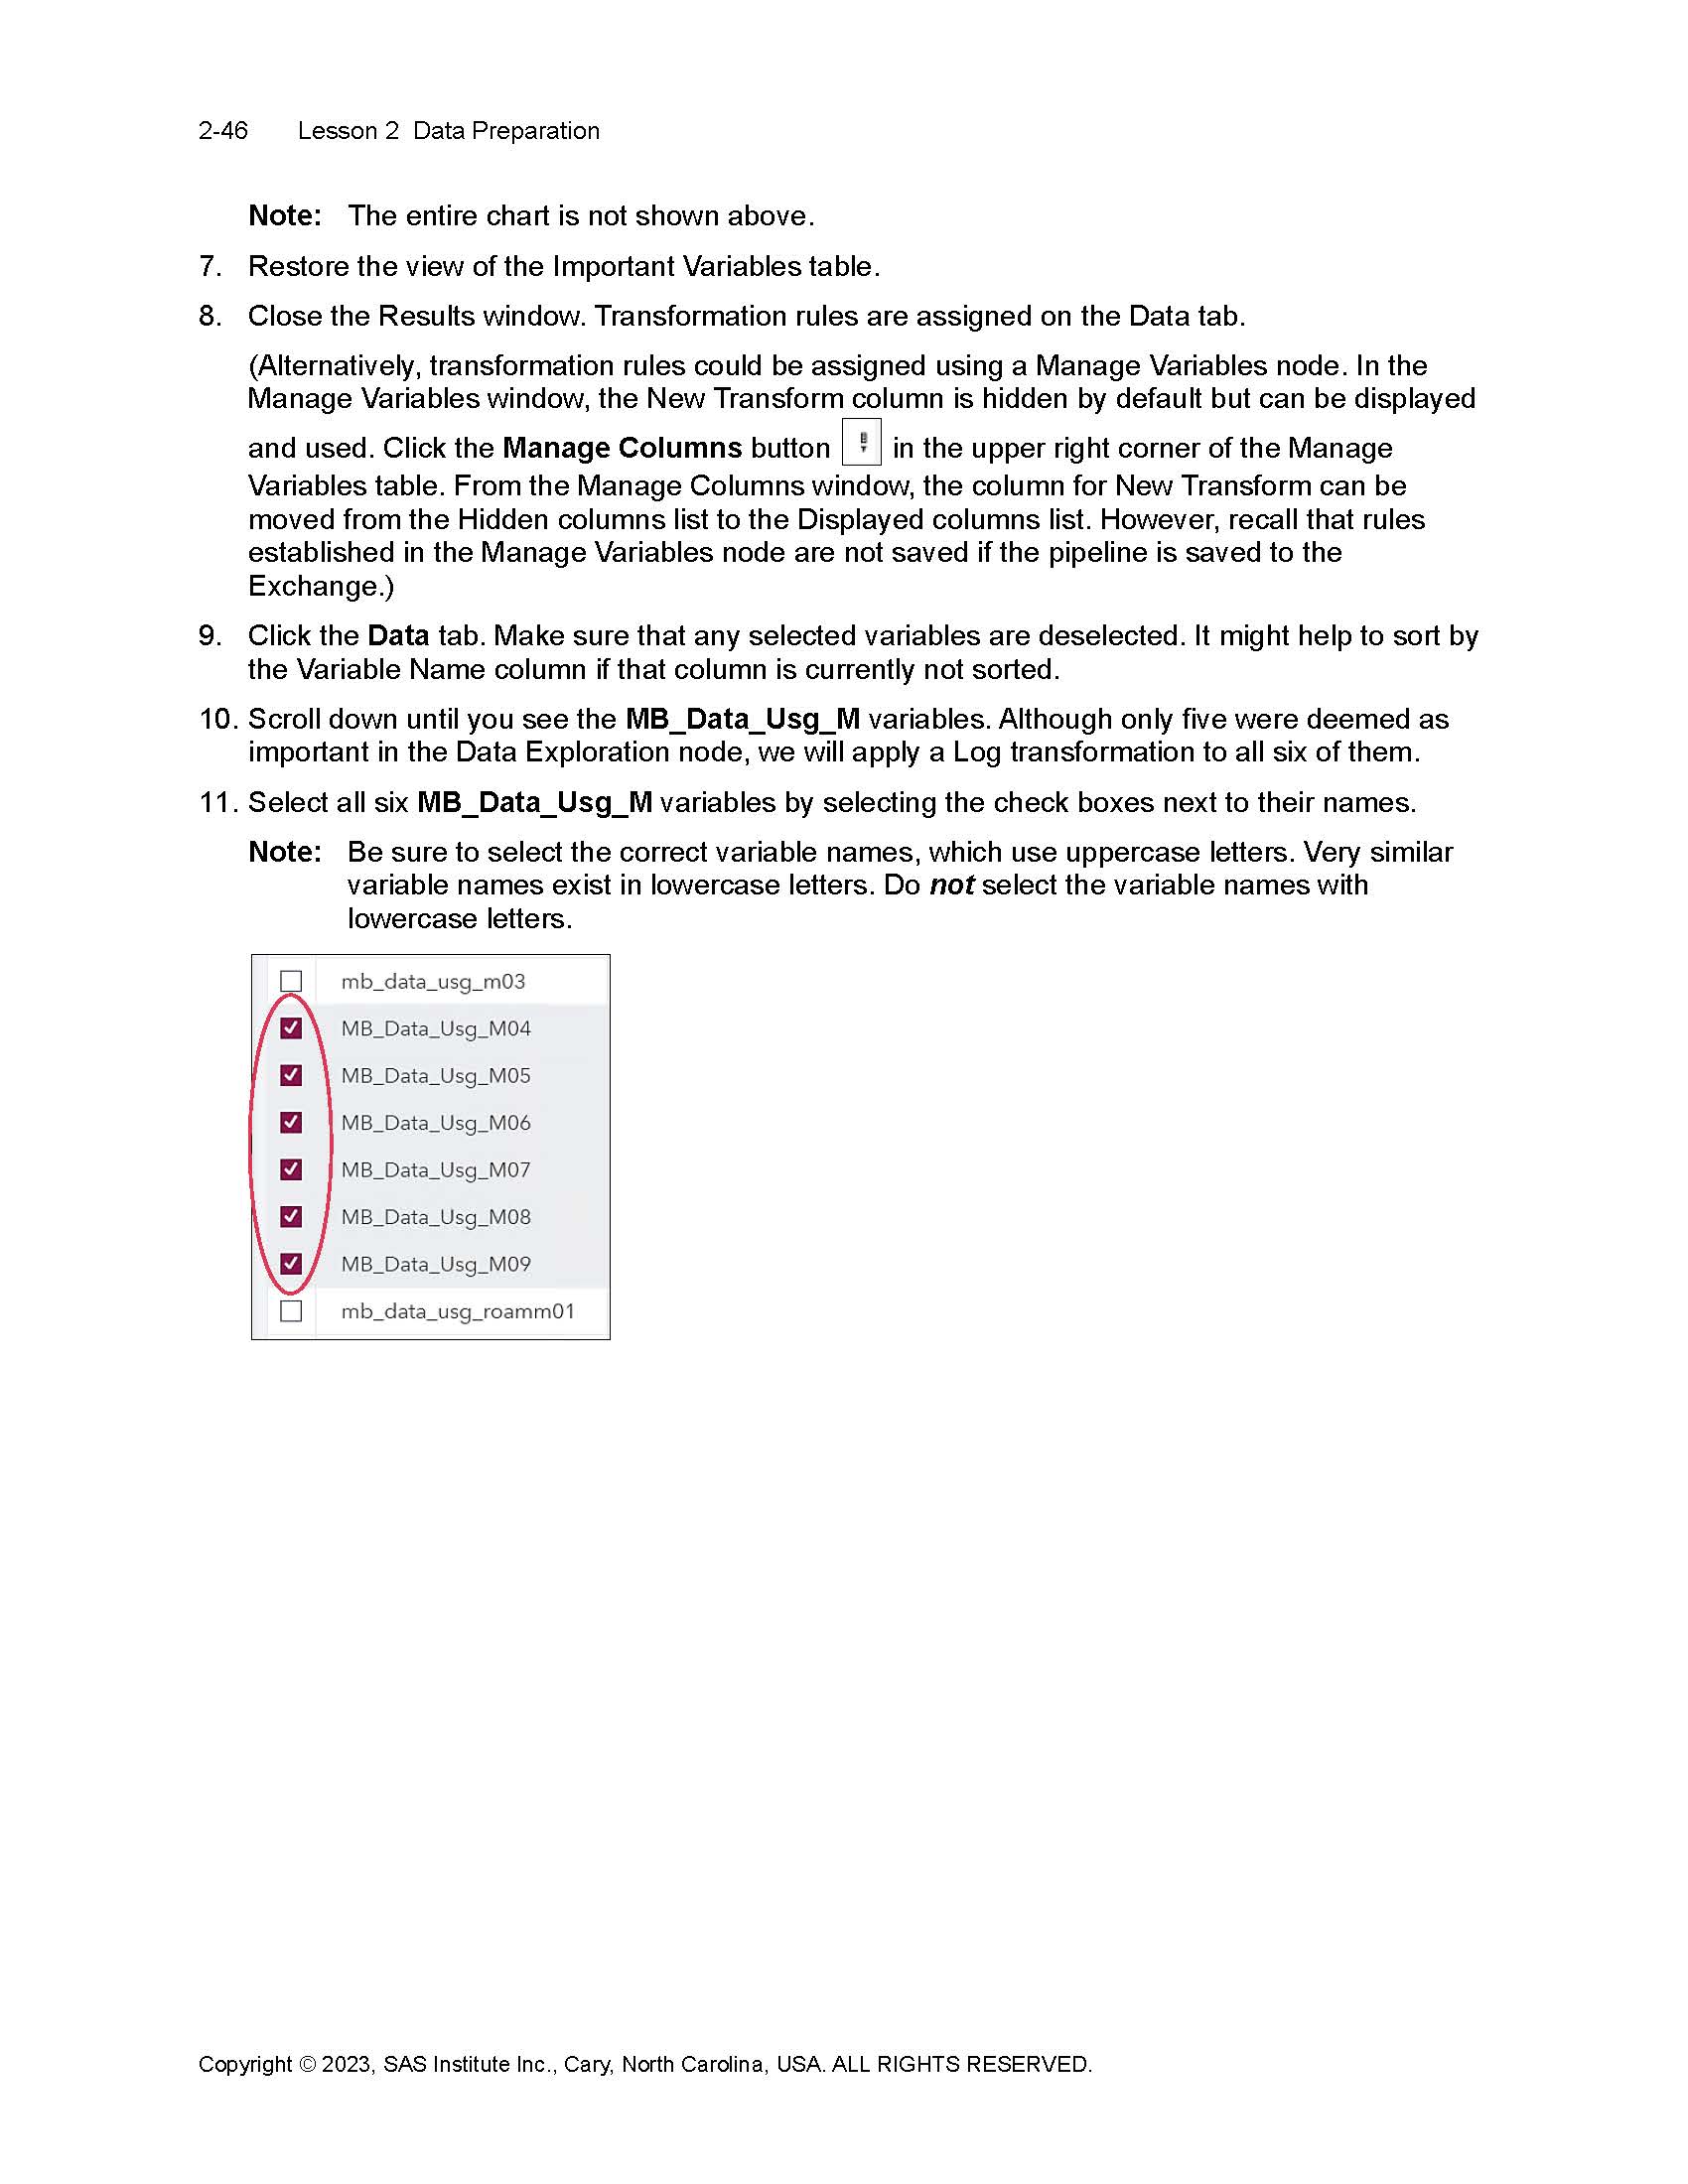 2-46 Lesson 2 Data Preparation
Note: The entire chart is not shown above.
7. Restore the view of the Important Variables table.
8. Close the Results window. Transformation rules are assigned on the Data tab.
(Alternatively, transformation rules could be assigned using a Manage Variables node. In the
Manage Variables window, the New Transform column is hidden by default but can be displayed
and used. Click the Manage Columns button in the upper right corner of the Manage
Variables table. From the Manage Columns window, the column for New Transform can be
moved from the Hidden columns list to the Displayed columns list. However, recall that rules
established in the Manage Variables node are not saved if the pipeline is saved to the
Exchange.)
9. Click the Data tab. Make sure that any selected variables are deselected. It might help to sort by
the Variable Name column if that column is currently not sorted.
10. Scroll down until you see the MB_Data_Usg_M variables. Although only five were deemed as
important in the Data Exploration node, we will apply a Log transformation to all six of them.
11. Select all six MB_Data_Usg_M variables by selecting the check boxes next to their names.
Note: Be sure to select the correct variable names, which use uppercase letters. Very similar
variable names exist in lowercase letters. Do not select the variable names with
lowercase letters.
mb_data_usg_m03
MB_Data_Usg_M04
MB_Data_Usg_M05
MB_Data_Usg_M06
MB_Data_Usg_M07
MB_Data_Usg_M08
MB_Data_Usg_M09
mb_data_usg_roamm01
Copyright © 2023, SAS Institute Inc., Cary, North Carolina, USA. ALL RIGHTS RESERVED.